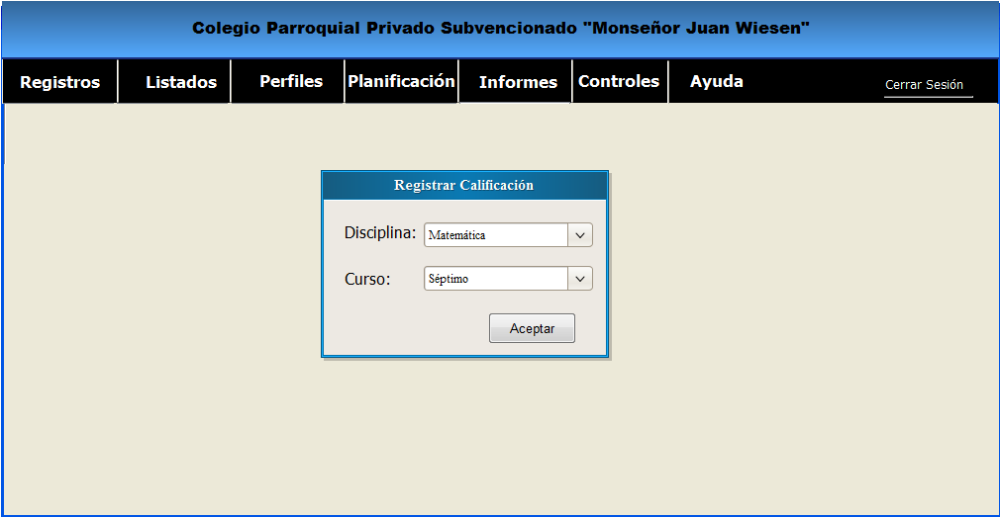 Colegio Parroquial Privado Subvencionado "Monseñor Juan Wiesen"
Registros Listados Perfiles Planificación Informes Controles Ayuda Cerrar Sesión
Registrar Calificación
Disciplina: Matemática
Curso: Séptimo
Aceptar